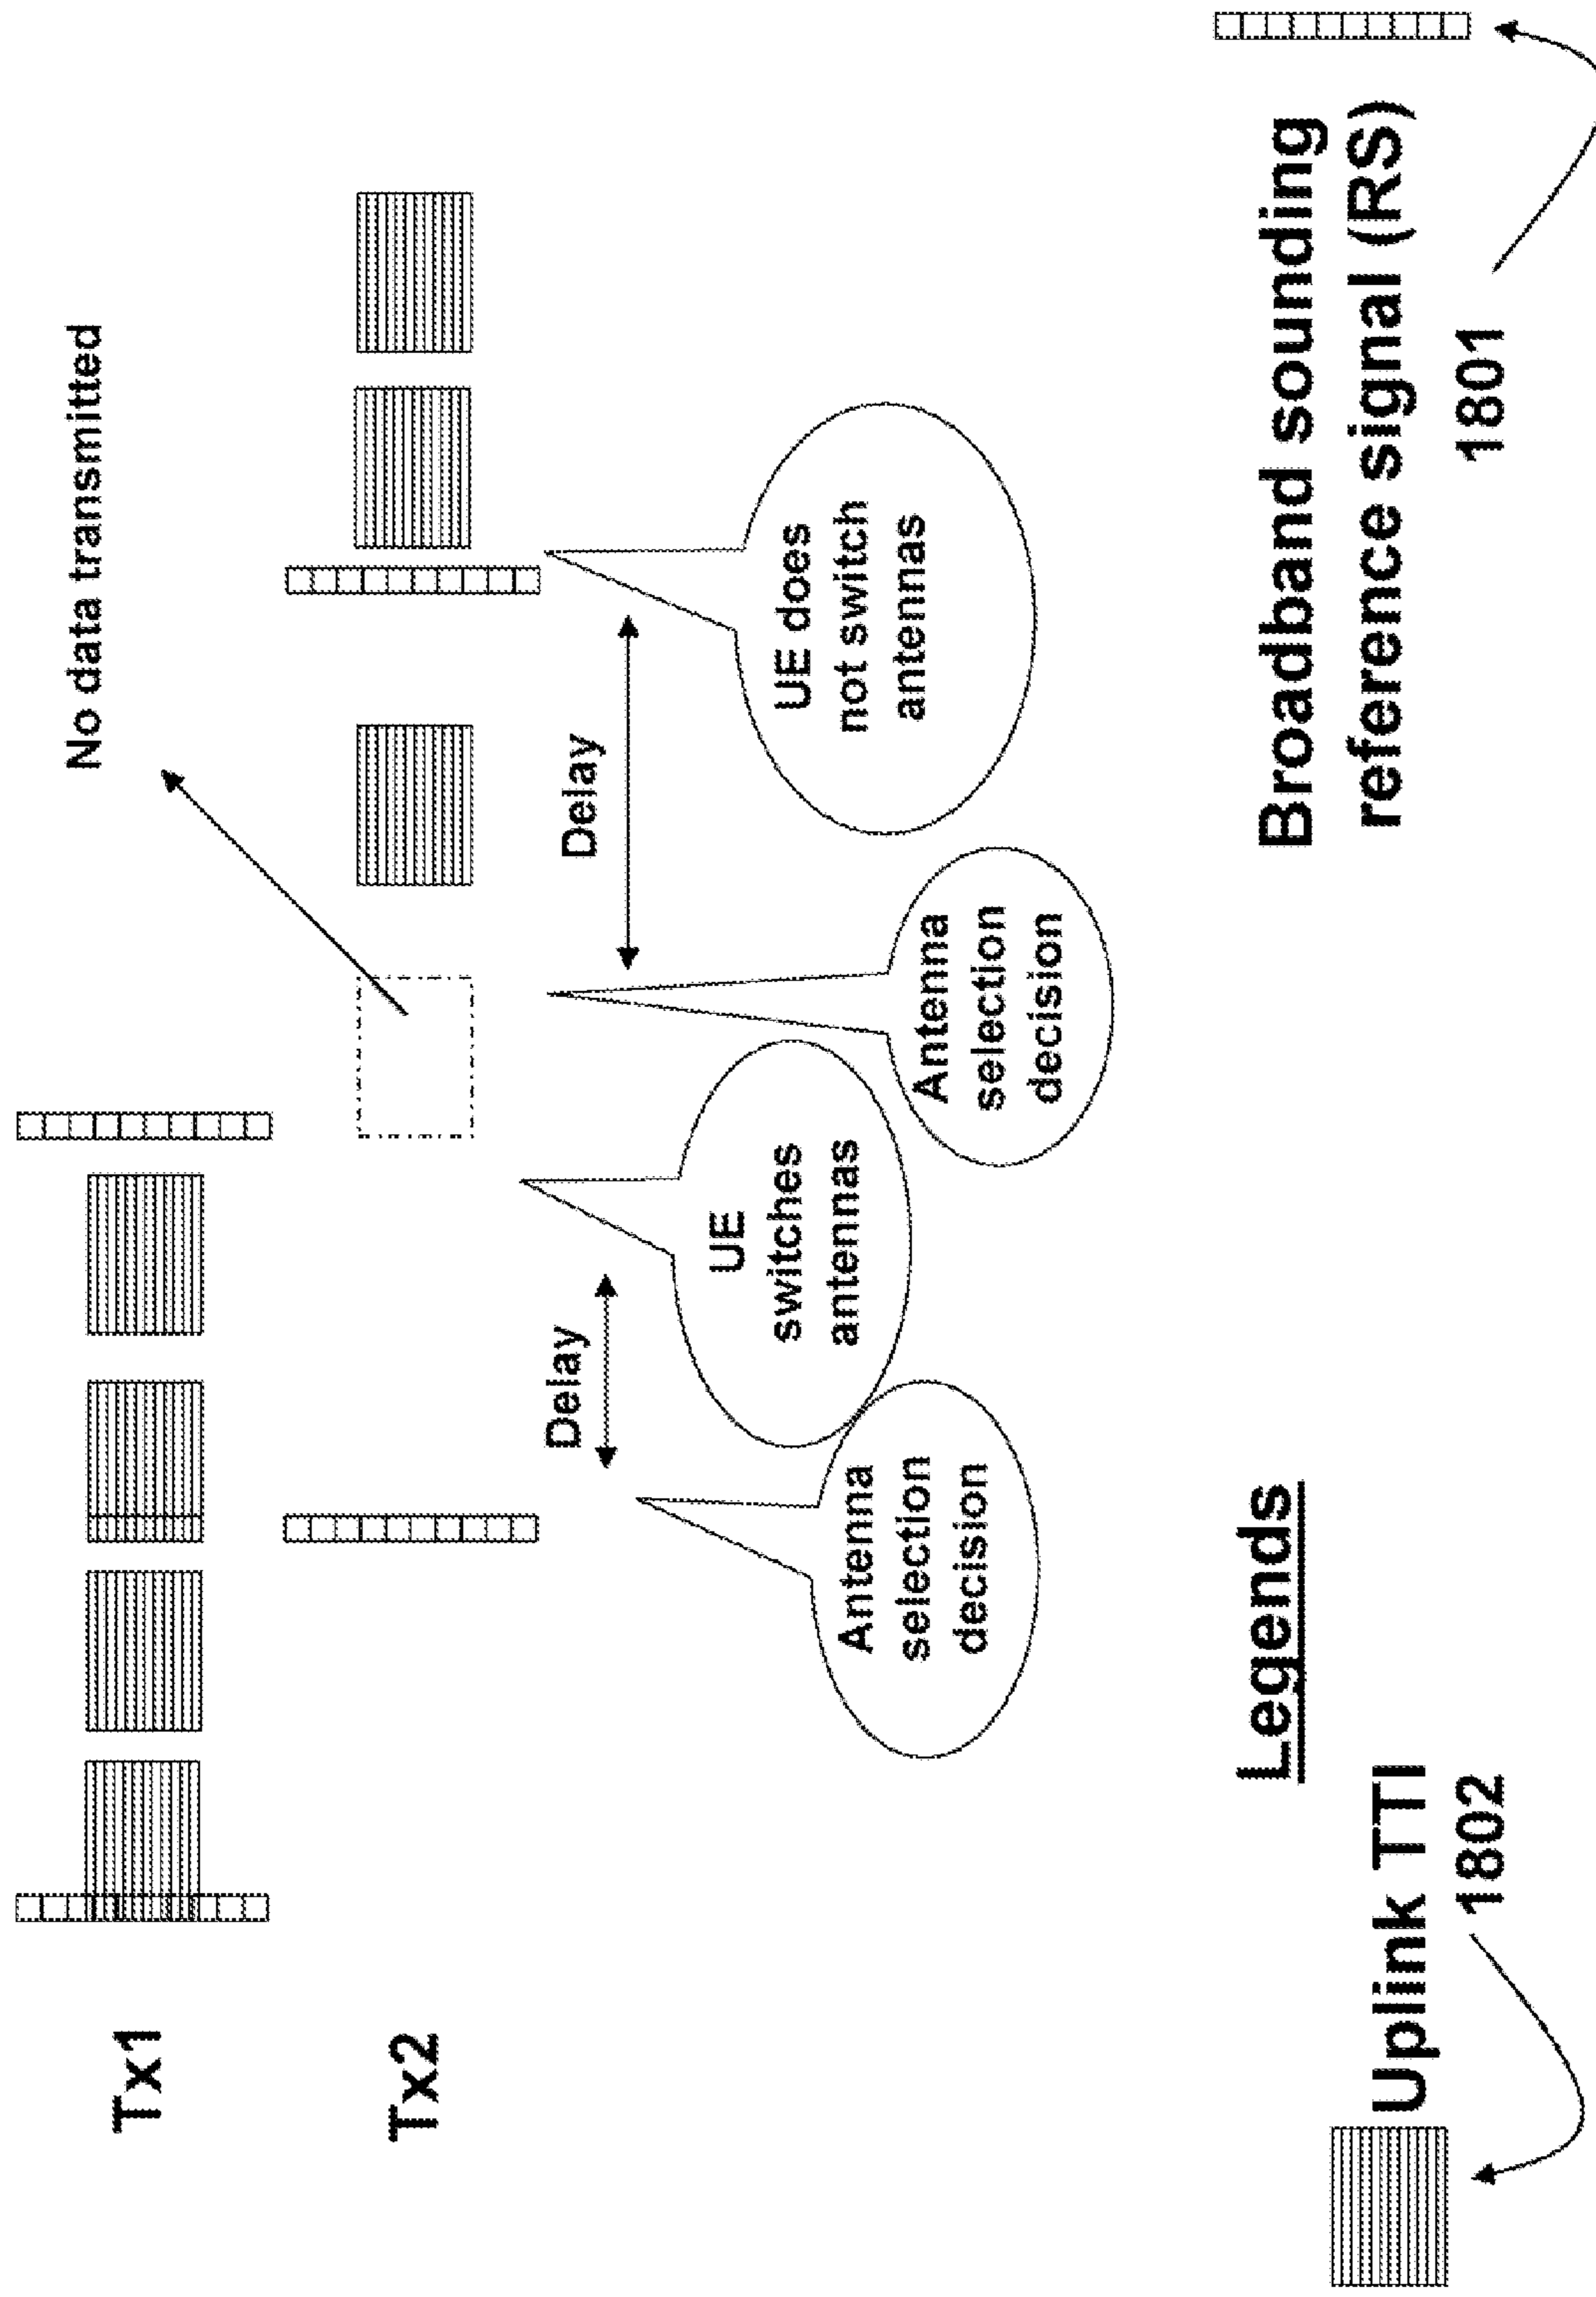 No data transmitted
Tx1
Tx2
Delay
Delay
Antenna
selection
decision
UE
switches
antennas
Antenna
selection
decision
UE does
not switch
antennas
Legends
Uplink TTI
1802
Broadband sounding
reference signal (RS)
1801